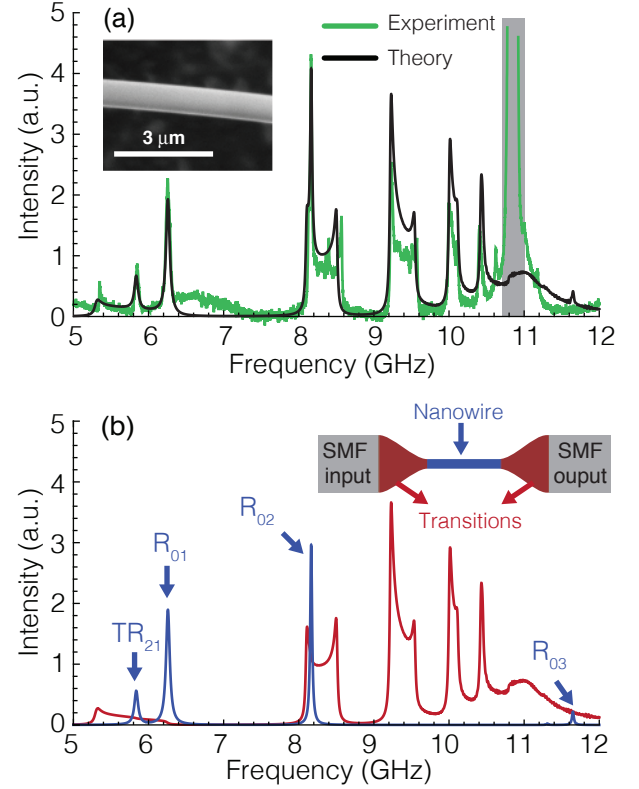 (a)
Experiment
Theory
3 μm
Intensity (a.u.)
5
4
3
2
1
0
5 6 7 8 9 10 11 12
Frequency (GHz)
(b)
Nanowire
SMF
input
SMF
ouput
Transitions
R02
R01
TR21
R03
Intensity (a.u.)
5
4
3
2
1
0
5 6 7 8 9 10 11 12
Frequency (GHz)